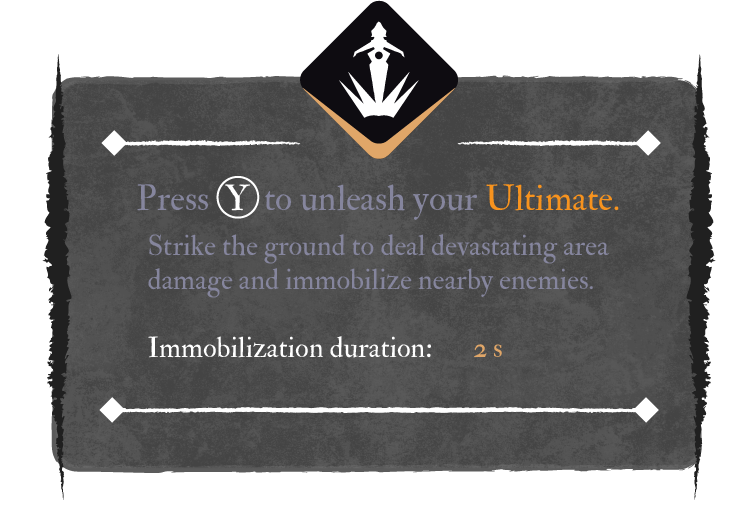 Press Y to unleash your Ultimate.
Strike the ground to deal devastating area
damage and immobilize nearby enemies.
Immobilization duration: 2 s